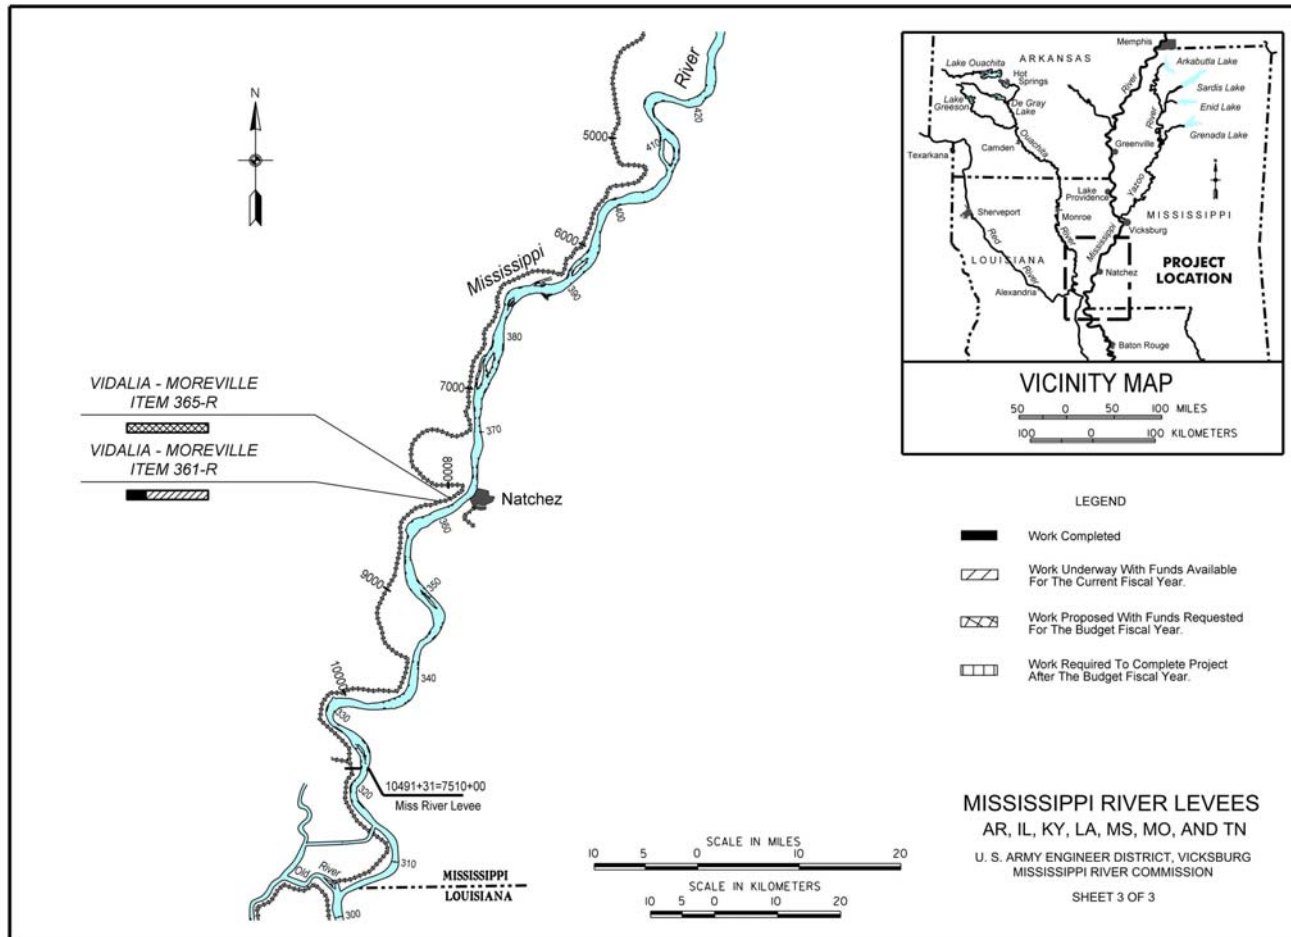 N
River
Mississippi
420
410
400
390
380
370
360
350
340
330
320
310
300
5000
6000
7000
8000
9000
10000
VIDALIA - MOREVILLE
ITEM 365-R
VIDALIA - MOREVILLE
ITEM 361-R
Natchez
10491+31=7510+00
Miss River Levee
Old River
MISSISSIPPI
LOUISIANA
SCALE IN MILES
10 5 0 10 20
SCALE IN KILOMETERS
10 5 0 10 20
Memphis
ARKANSAS
Lake Ouachita
Hot
Springs
Lake
Greeson
De Gray
Lake
River
Arkabutla Lake
Sardis Lake
Enid Lake
Grenada Lake
River
Camden
Ouachita
Greenville
Texarkana
Lake
Providence
Yazoo
Sherveport
Monroe
MISSISSIPPI
Vicksburg
Red
River
River
Mississippi
LOUISIANA
PROJECT
LOCATION
Natchez
Alexandria
Baton Rouge
VICINITY MAP
50 0 50 100 MILES
100 0 100 KILOMETERS
LEGEND
Work Completed
Work Underway With Funds Available
For The Current Fiscal Year.
Work Proposed With Funds Requested
For The Budget Fiscal Year.
Work Required To Complete Project
After The Budget Fiscal Year.
MISSISSIPPI RIVER LEVEES
AR, IL, KY, LA, MS, MO, AND TN
U. S. ARMY ENGINEER DISTRICT, VICKSBURG
MISSISSIPPI RIVER COMMISSION
SHEET 3 OF 3